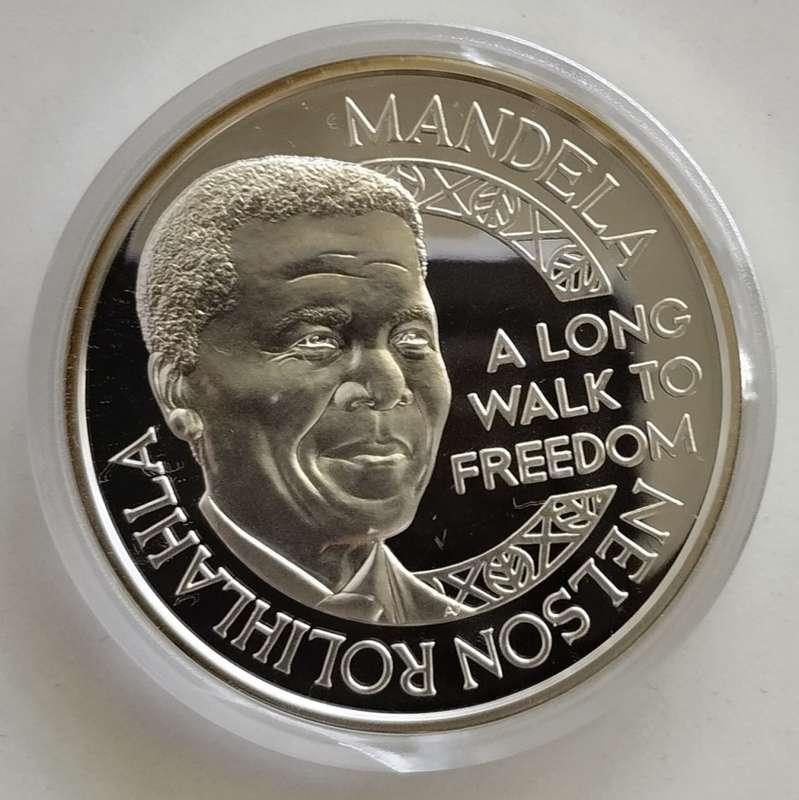 MANDELA
A LONG
WALK TO
FREEDOM
NELSON ROLIHLAHLA
A